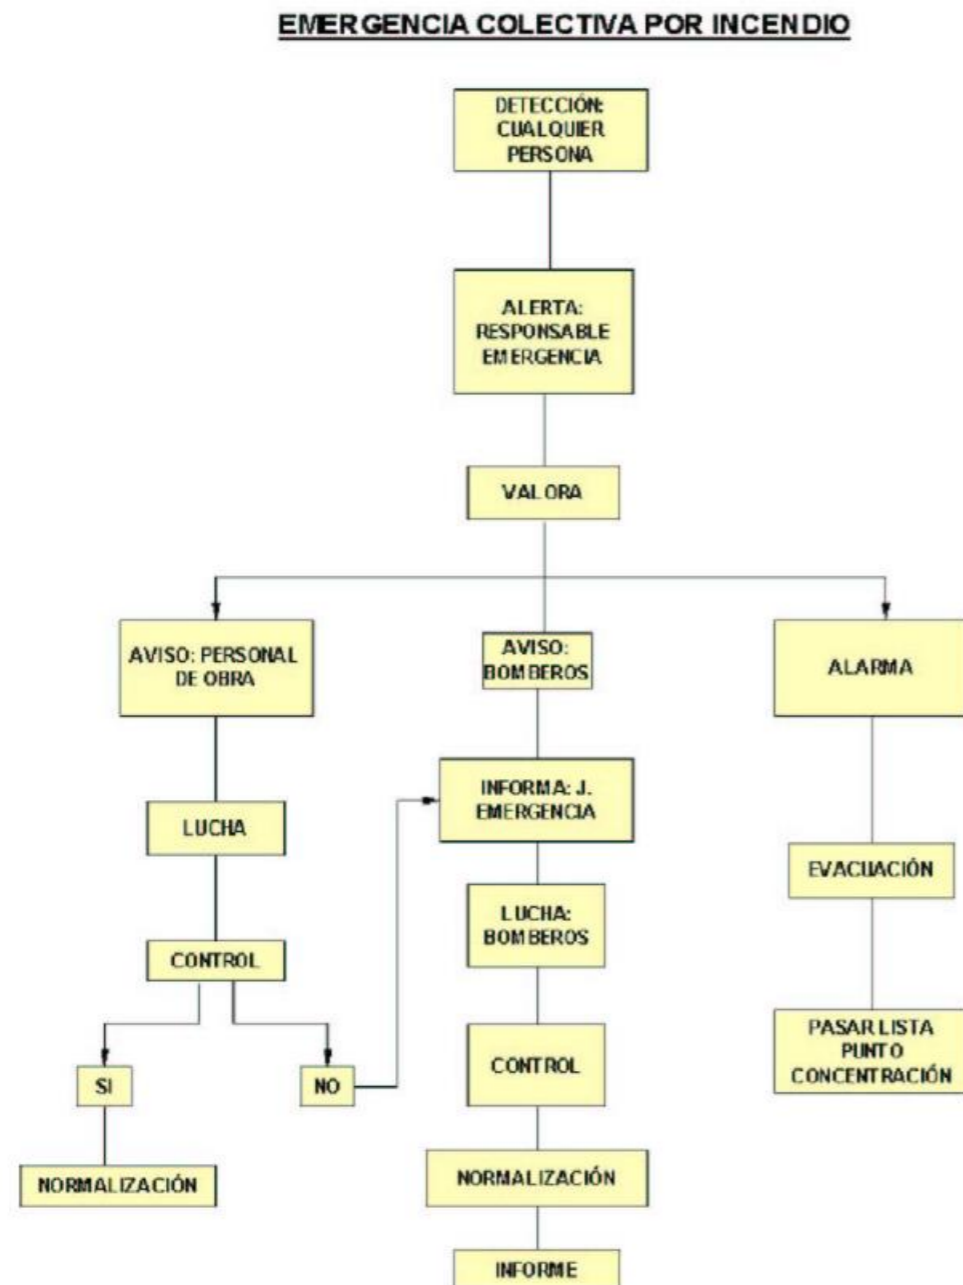 EMERGENCIA COLECTIVA POR INCENDIO
DETECCIÓN:
CUALQUIER
PERSONA
ALERTA:
RESPONSABLE
EMERGENCIA
VALORA
AVISO: PERSONAL
DE OBRA
AVISO:
BOMBEROS
ALARMA
INFORMA: J.
EMERGENCIA
LUCHA
EVACUACIÓN
LUCHA:
BOMBEROS
CONTROL
PASAR LISTA
PUNTO
CONCENTRACIÓN
CONTROL
SI
NO
NORMALIZACIÓN
NORMALIZACIÓN
INFORME